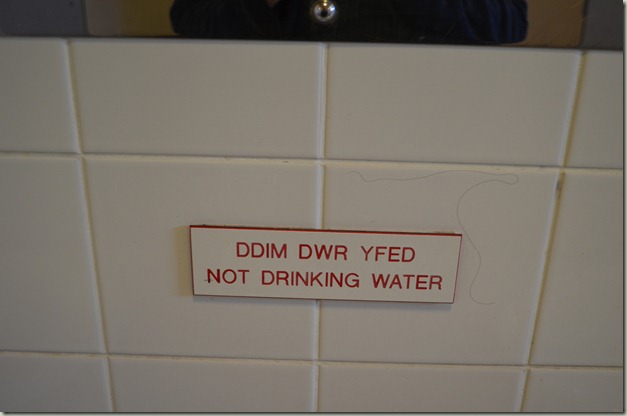 DDIM DWR YFED
NOT DRINKING WATER